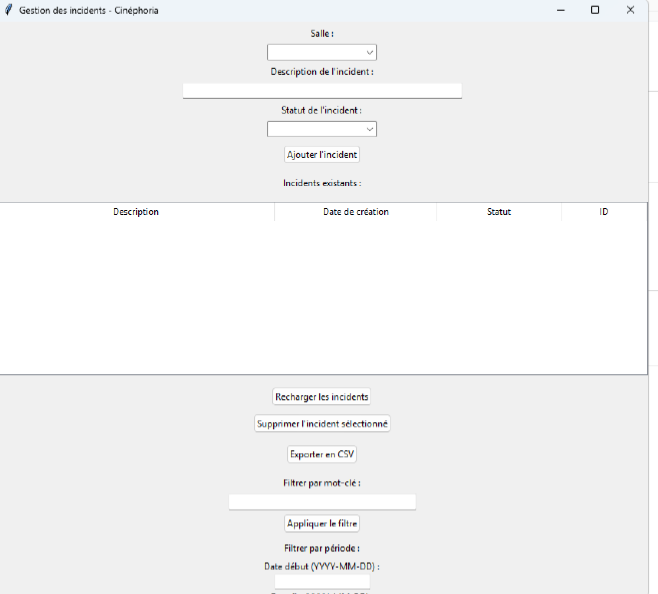 Gestion des incidents - Cinéphoria
Salle :
Description de l'incident :
Statut de l'incident :
Ajouter l'incident
Incidents existants :
Description Date de création Statut ID
Recharger les incidents
Supprimer l'incident sélectionné
Exporter en CSV
Filtrer par mot-clé :
Appliquer le filtre
Filtrer par période :
Date début (YYYY-MM-DD) :